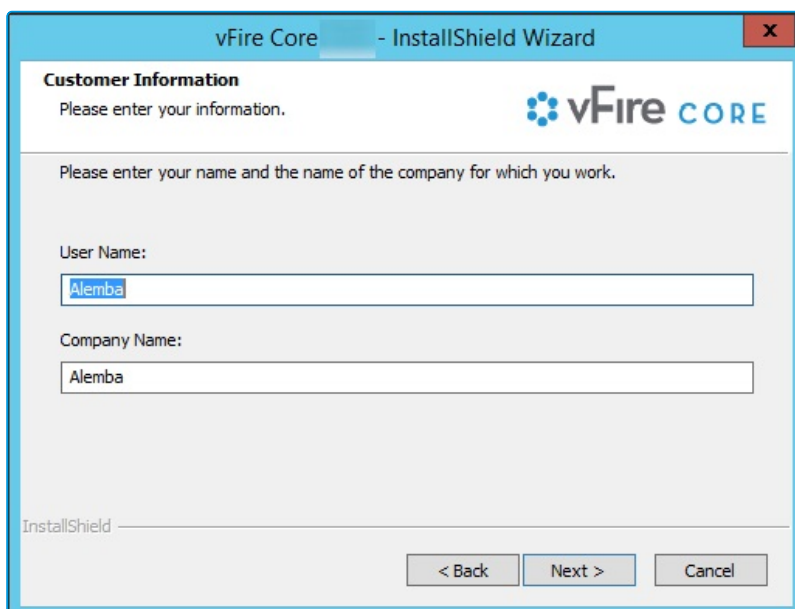 vFire Core - InstallShield Wizard
x
Customer Information
Please enter your information.
vFire CORE
Please enter your name and the name of the company for which you work.
User Name:
Alemba
Company Name:
Alemba
InstallShield
< Back Next > Cancel